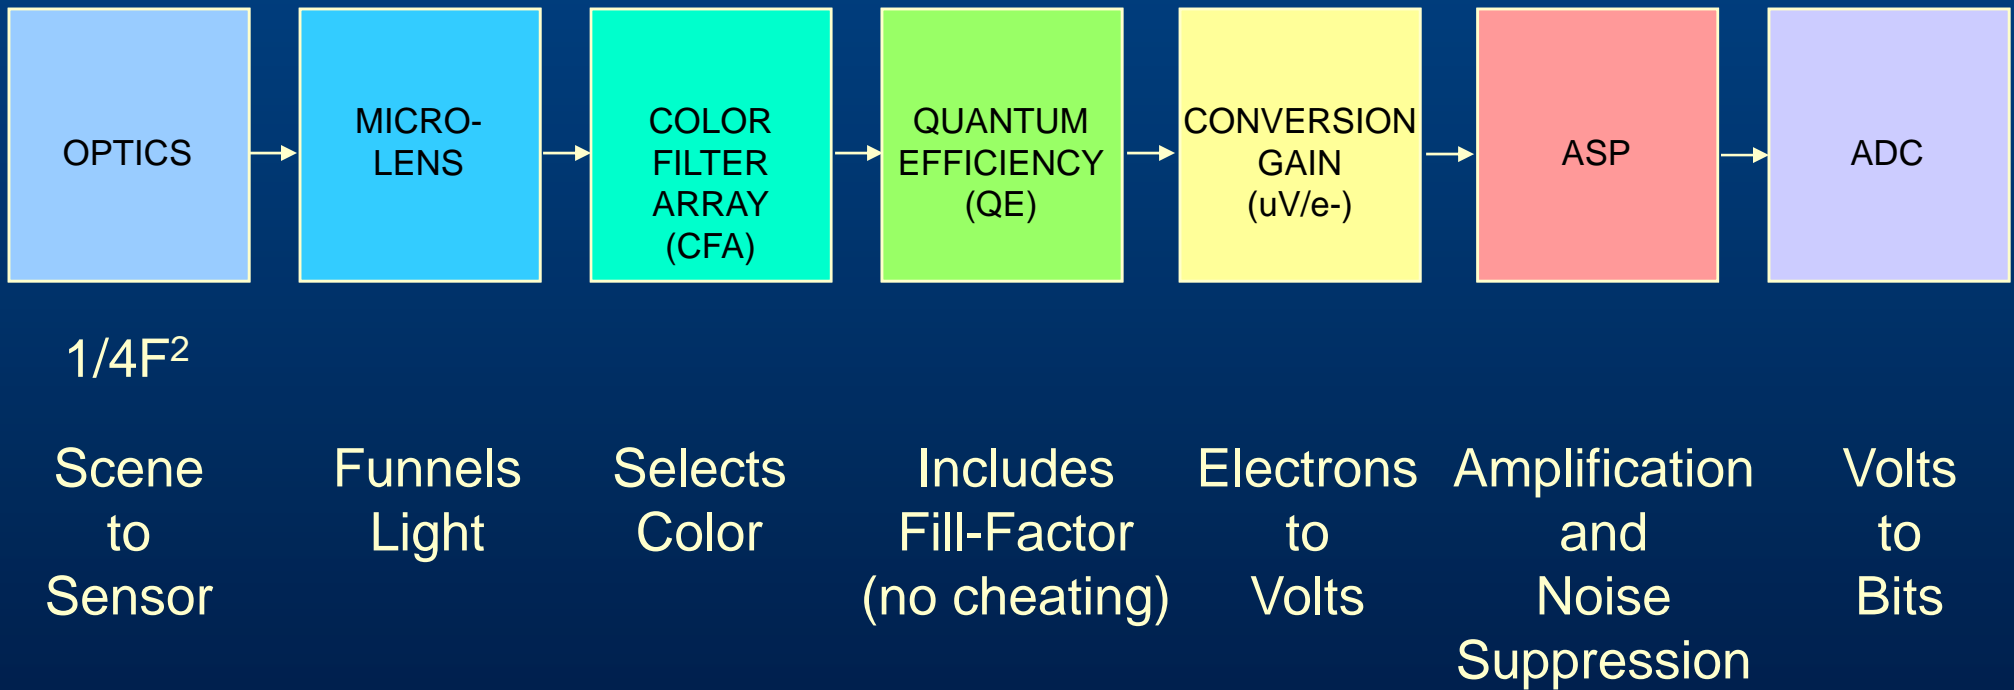 OPTICS
MICRO-
LENS
COLOR
FILTER
ARRAY
(CFA)
QUANTUM
EFFICIENCY
(QE)
CONVERSION
GAIN
(uV/e-)
ASP
ADC
1/4F²
Scene
to
Sensor
Funnels
Light
Selects
Color
Includes
Fill-Factor
(no cheating)
Electrons
to
Volts
Amplification
and
Noise
Suppression
Volts
to
Bits